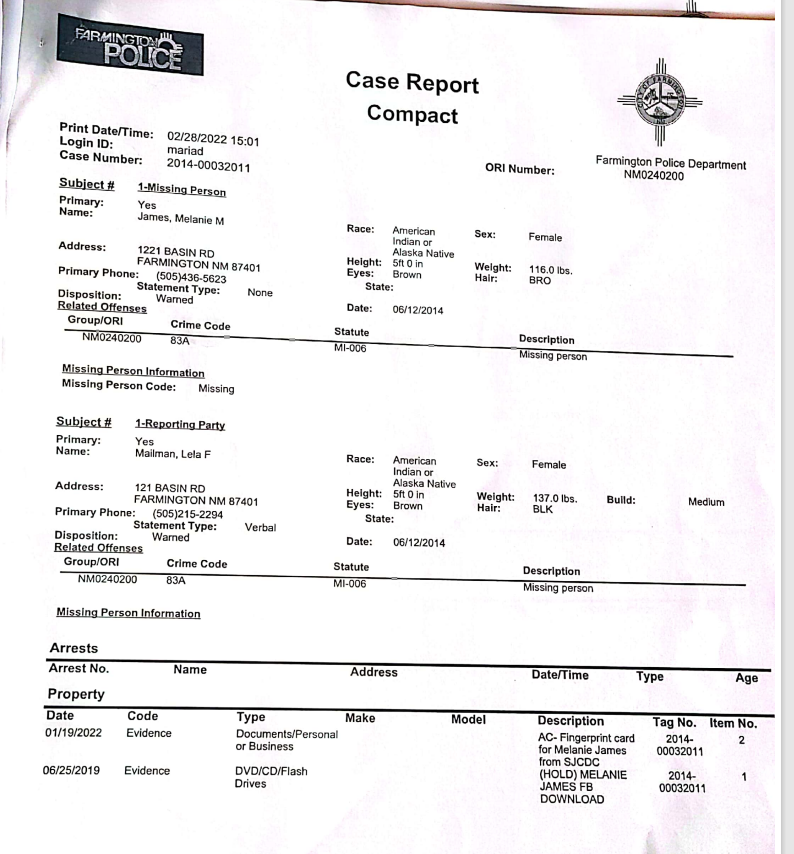 FARMINGTON
POLICE
Case Report
Compact
CITY OF FARMINGTON
Print Date/Time: 02/28/2022 15:01
Login ID: mariad
Case Number: 2014-00032011
ORI Number: Farmington Police Department
NM0240200
Subject # 1-Missing Person
Primary: Yes
Name: James, Melanie M
Race: American Indian or Alaska Native Sex: Female
Address: 1221 BASIN RD
FARMINGTON NM 87401
Height: 5ft 0 in Weight: 116.0 lbs.
Eyes: Brown Hair: BRO
Primary Phone: (505)436-5623
State:
Statement Type: None
Disposition: Warned
Date: 06/12/2014
Related Offenses
Group/ORI Crime Code Statute Description
NM0240200 83A MI-006 Missing person
Missing Person Information
Missing Person Code: Missing
Subject # 1-Reporting Party
Primary: Yes
Name: Mailman, Lela F
Race: American Indian or Alaska Native Sex: Female
Address: 121 BASIN RD
FARMINGTON NM 87401
Height: 5ft 0 in Weight: 137.0 lbs. Build: Medium
Eyes: Brown Hair: BLK
Primary Phone: (505)215-2294
State:
Statement Type: Verbal
Disposition: Warned
Date: 06/12/2014
Related Offenses
Group/ORI Crime Code Statute Description
NM0240200 83A MI-006 Missing person
Missing Person Information
Arrests
Arrest No. Name Address Date/Time Type Age
Property
Date Code Type Make Model Description Tag No. Item No.
01/19/2022 Evidence Documents/Personal AC- Fingerprint card 2014- 2
or Business for Melanie James 00032011
from SJCDC
06/25/2019 Evidence DVD/CD/Flash (HOLD) MELANIE 2014- 1
Drives JAMES FB 00032011
DOWNLOAD